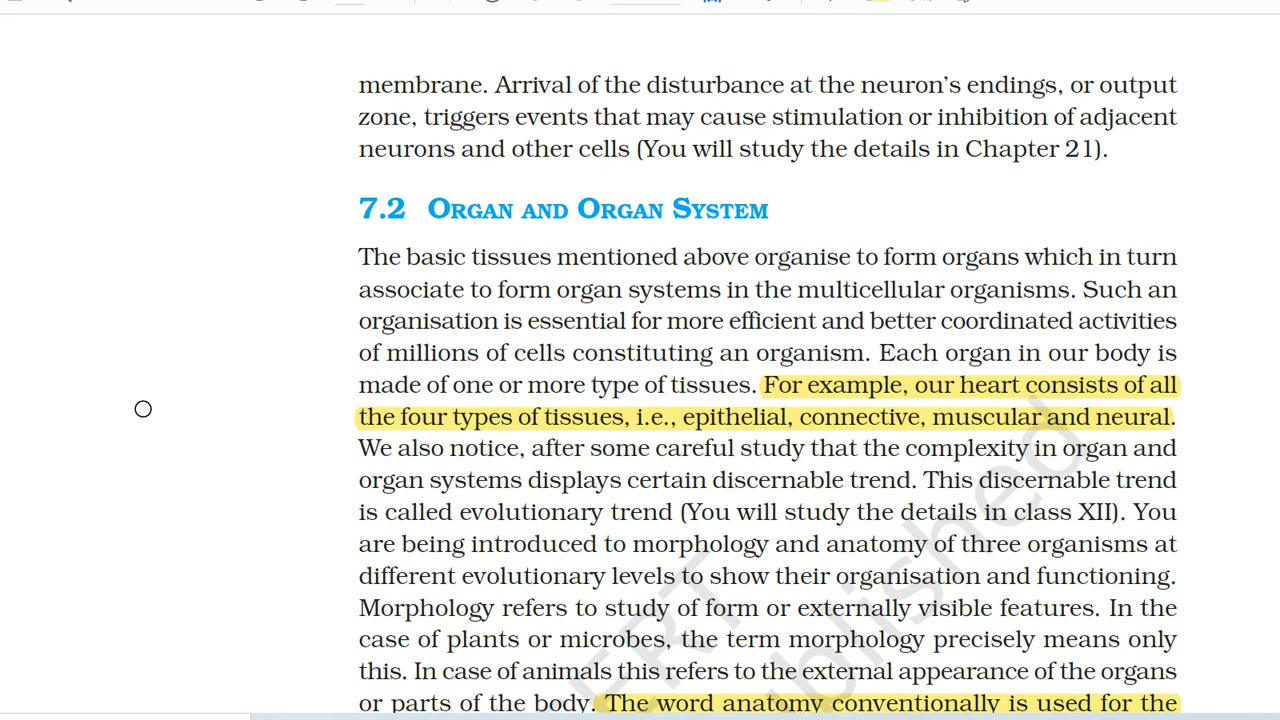 membrane. Arrival of the disturbance at the neuron’s endings, or output
zone, triggers events that may cause stimulation or inhibition of adjacent
neurons and other cells (You will study the details in Chapter 21).
7.2 ORGAN AND ORGAN SYSTEM
The basic tissues mentioned above organise to form organs which in turn
associate to form organ systems in the multicellular organisms. Such an
organisation is essential for more efficient and better coordinated activities
of millions of cells constituting an organism. Each organ in our body is
made of one or more type of tissues. For example, our heart consists of all
the four types of tissues, i.e., epithelial, connective, muscular and neural.
We also notice, after some careful study that the complexity in organ and
organ systems displays certain discernable trend. This discernable trend
is called evolutionary trend (You will study the details in class XII). You
are being introduced to morphology and anatomy of three organisms at
different evolutionary levels to show their organisation and functioning.
Morphology refers to study of form or externally visible features. In the
case of plants or microbes, the term morphology precisely means only
this. In case of animals this refers to the external appearance of the organs
or parts of the body. The word anatomy conventionally is used for the